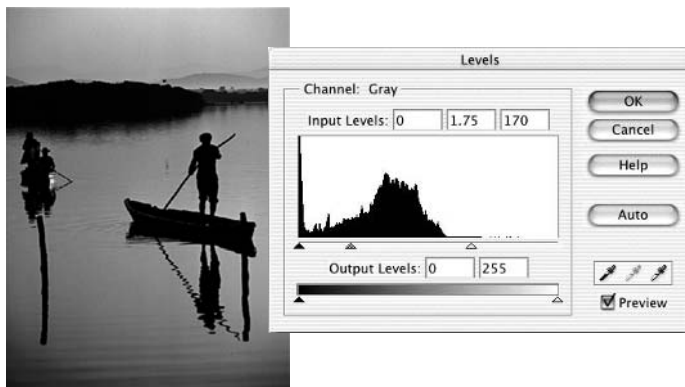 Levels
Channel: Gray
Input Levels: 0 1.75 170
Output Levels: 0 255
OK
Cancel
Help
Auto
Preview